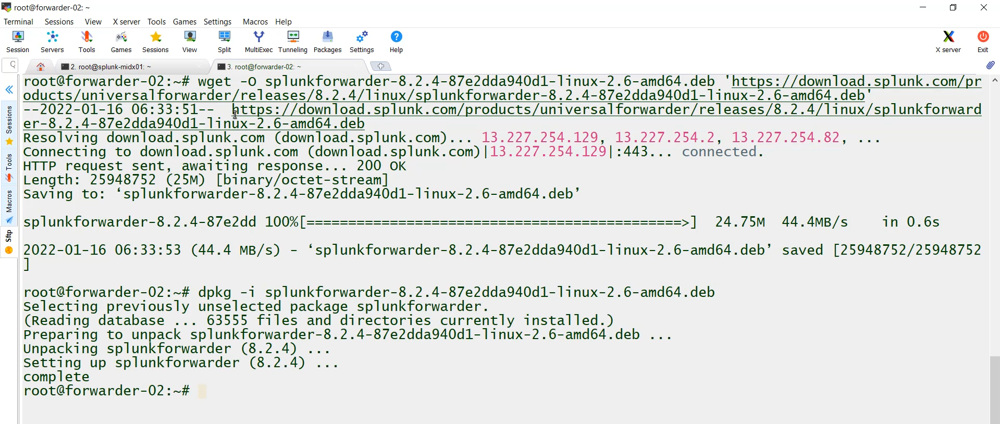 root@forwarder-02: ~
Terminal Sessions View X server Tools Games Settings Macros Help
Session Servers Tools Games Sessions View Split MultiExec Tunneling Packages Settings Help X server Exit
2. root@splunk-midx01: ~ 3. root@forwarder-02: ~
root@forwarder-02:~# wget -O splunkforwarder-8.2.4-87e2dda940d1-linux-2.6-amd64.deb 'https://download.splunk.com/pr
oducts/universalforwarder/releases/8.2.4/linux/splunkforwarder-8.2.4-87e2dda940d1-linux-2.6-amd64.deb'
--2022-01-16 06:33:51-- https://download.splunk.com/products/universalforwarder/releases/8.2.4/linux/splunkforward
er-8.2.4-87e2dda940d1-linux-2.6-amd64.deb
Resolving download.splunk.com (download.splunk.com)... 13.227.254.129, 13.227.254.2, 13.227.254.82, ...
Connecting to download.splunk.com (download.splunk.com)|13.227.254.129|:443... connected.
HTTP request sent, awaiting response... 200 OK
Length: 25948752 (25M) [binary/octet-stream]
Saving to: ‘splunkforwarder-8.2.4-87e2dda940d1-linux-2.6-amd64.deb’
splunkforwarder-8.2.4-87e2dd 100%[=============================================>] 24.75M 44.4MB/s in 0.6s
2022-01-16 06:33:53 (44.4 MB/s) - ‘splunkforwarder-8.2.4-87e2dda940d1-linux-2.6-amd64.deb’ saved [25948752/25948752
]
root@forwarder-02:~# dpkg -i splunkforwarder-8.2.4-87e2dda940d1-linux-2.6-amd64.deb
Selecting previously unselected package splunkforwarder.
(Reading database ... 63555 files and directories currently installed.)
Preparing to unpack splunkforwarder-8.2.4-87e2dda940d1-linux-2.6-amd64.deb ...
Unpacking splunkforwarder (8.2.4) ...
Setting up splunkforwarder (8.2.4) ...
complete
root@forwarder-02:~#
Sessions
Tools
Macros
Sftp